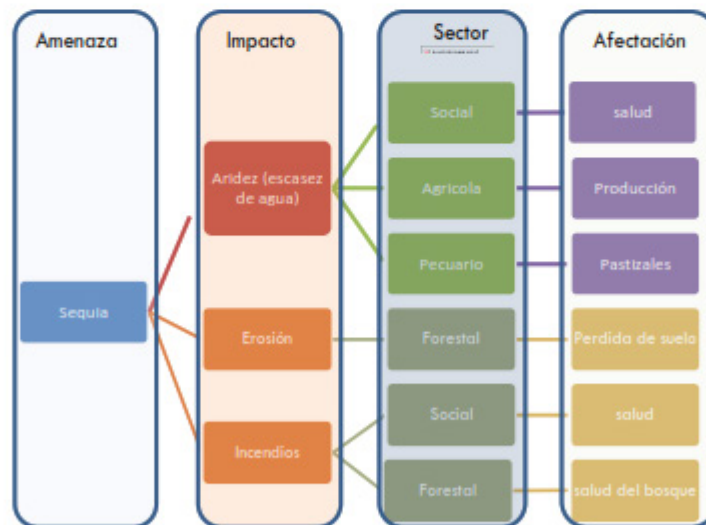 Amenaza
Impacto
Sector
Afectación
Sequia
Aridez (escasez
de agua)
Erosión
Incendios
Social
Agricola
Pecuario
Forestal
Social
Forestal
salud
Producción
Pastizales
Perdida de suelo
salud
salud del bosque